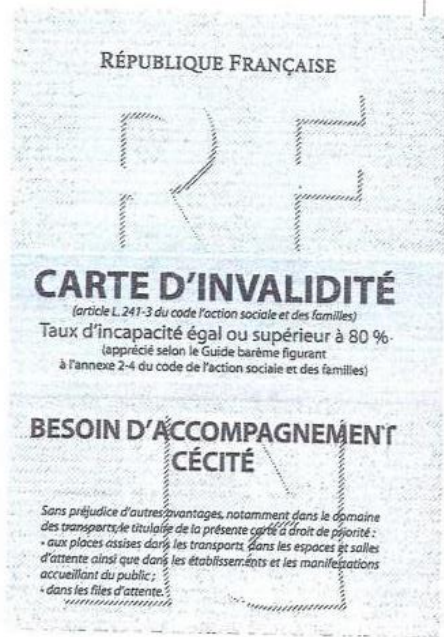 RÉPUBLIQUE FRANÇAISE
RF
CARTE D'INVALIDITÉ
(article L. 241-3 du code l'action sociale et des familles)
Taux d'incapacité égal ou supérieur à 80 %
(apprécié selon le Guide barème figurant
à l'annexe 2-4 du code de l'action sociale et des familles)
BESOIN D'ACCOMPAGNEMENT
CÉCITÉ
Sans préjudice d'autres avantages, notamment dans le domaine
des transports, le titulaire de la présente carte a droit de priorité :
• aux places assises dans les transports, dans les espaces et salles
d'attente ainsi que dans les établissements et les manifestations
accueillant du public ;
• dans les files d'attente.